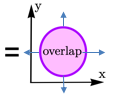 y
= overlap
x